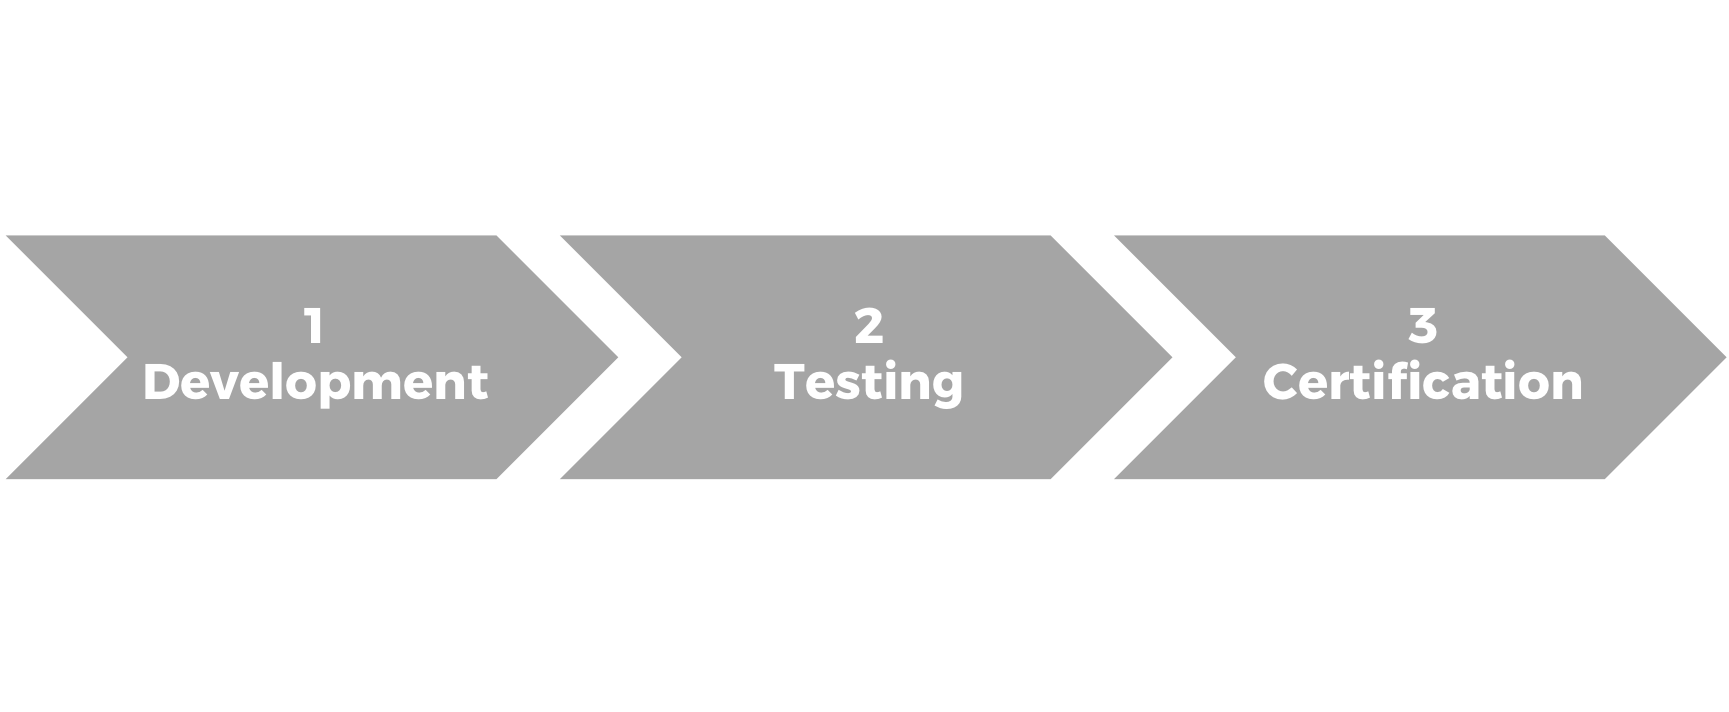 1
Development
2
Testing
3
Certification